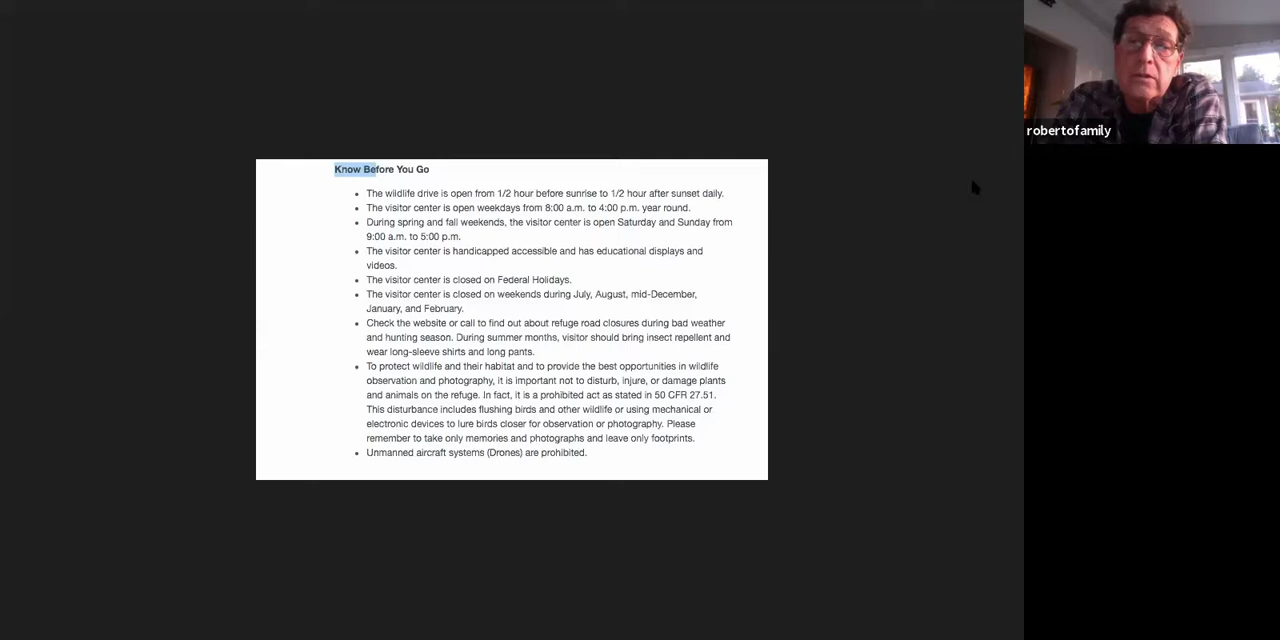 Know Before You Go
• The wildlife drive is open from 1/2 hour before sunrise to 1/2 hour after sunset daily.
• The visitor center is open weekdays from 8:00 a.m. to 4:00 p.m. year round.
• During spring and fall weekends, the visitor center is open Saturday and Sunday from
9:00 a.m. to 5:00 p.m.
• The visitor center is handicapped accessible and has educational displays and
videos.
• The visitor center is closed on Federal Holidays.
• The visitor center is closed on weekends during July, August, mid-December,
January, and February.
• Check the website or call to find out about refuge road closures during bad weather
and hunting season. During summer months, visitor should bring insect repellent and
wear long-sleeve shirts and long pants.
• To protect wildlife and their habitat and to provide the best opportunities in wildlife
observation and photography, it is important not to disturb, injure, or damage plants
and animals on the refuge. In fact, it is a prohibited act as stated in 50 CFR 27.51.
This disturbance includes flushing birds and other wildlife or using mechanical or
electronic devices to lure birds closer for observation or photography. Please
remember to take only memories and photographs and leave only footprints.
• Unmanned aircraft systems (Drones) are prohibited.
robertofamily